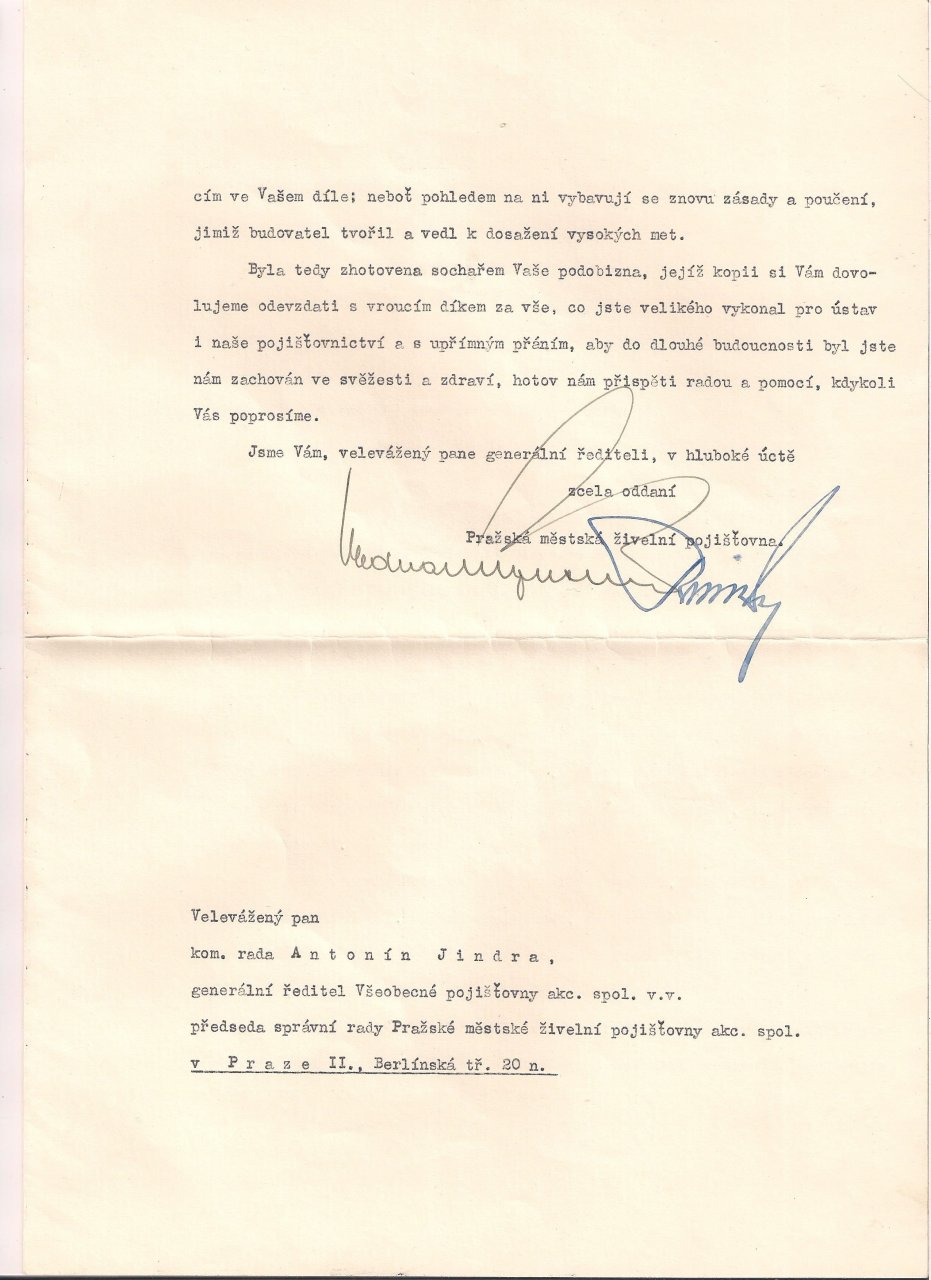 cím ve Vašem díle; neboť pohledem na ni vybavují se znovu zásady a poučení,
jimiž budovatel tvořil a vedl k dosažení vysokých met.
Byla tedy zhotovena sochařem Vaše podobizna, jejíž kopii si Vám dovo-
lujeme odevzdati s vroucím díkem za vše, co jste velikého vykonal pro ústav
i naše pojišťovnictví a s upřímným přáním, aby do dlouhé budoucnosti byl jste
nám zachován ve svěžesti a zdraví, hotov nám přispěti radou a pomocí, kdykoli
Vás poprosíme.
Jsme Vám, velevážený pane generální řediteli, v hluboké úctě
zcela oddaní
Pražská městská živelní pojišťovna.
Velevážený pan
kom. rada A n t o n í n J i n d r a ,
generální ředitel Všeobecné pojišťovny akc. spol. v.v.
předseda správní rady Pražské městské živelní pojišťovny akc. spol.
v P r a z e II., Berlínská tř. 20 n.